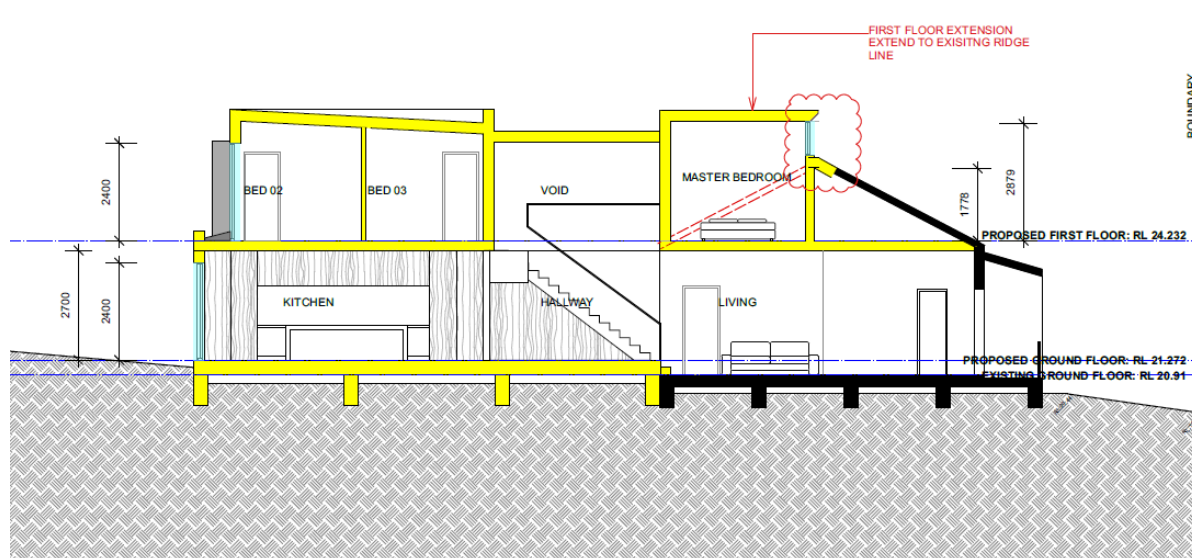 FIRST FLOOR EXTENSION
EXTEND TO EXISITNG RIDGE
LINE
BOUNDARY
2400
BED 02
BED 03
VOID
MASTER BEDROOM
1778
2879
PROPOSED FIRST FLOOR: RL 24.232
2700
2400
KITCHEN
HALLWAY
LIVING
PROPOSED GROUND FLOOR: RL 21.272
EXISTING GROUND FLOOR: RL 20.91